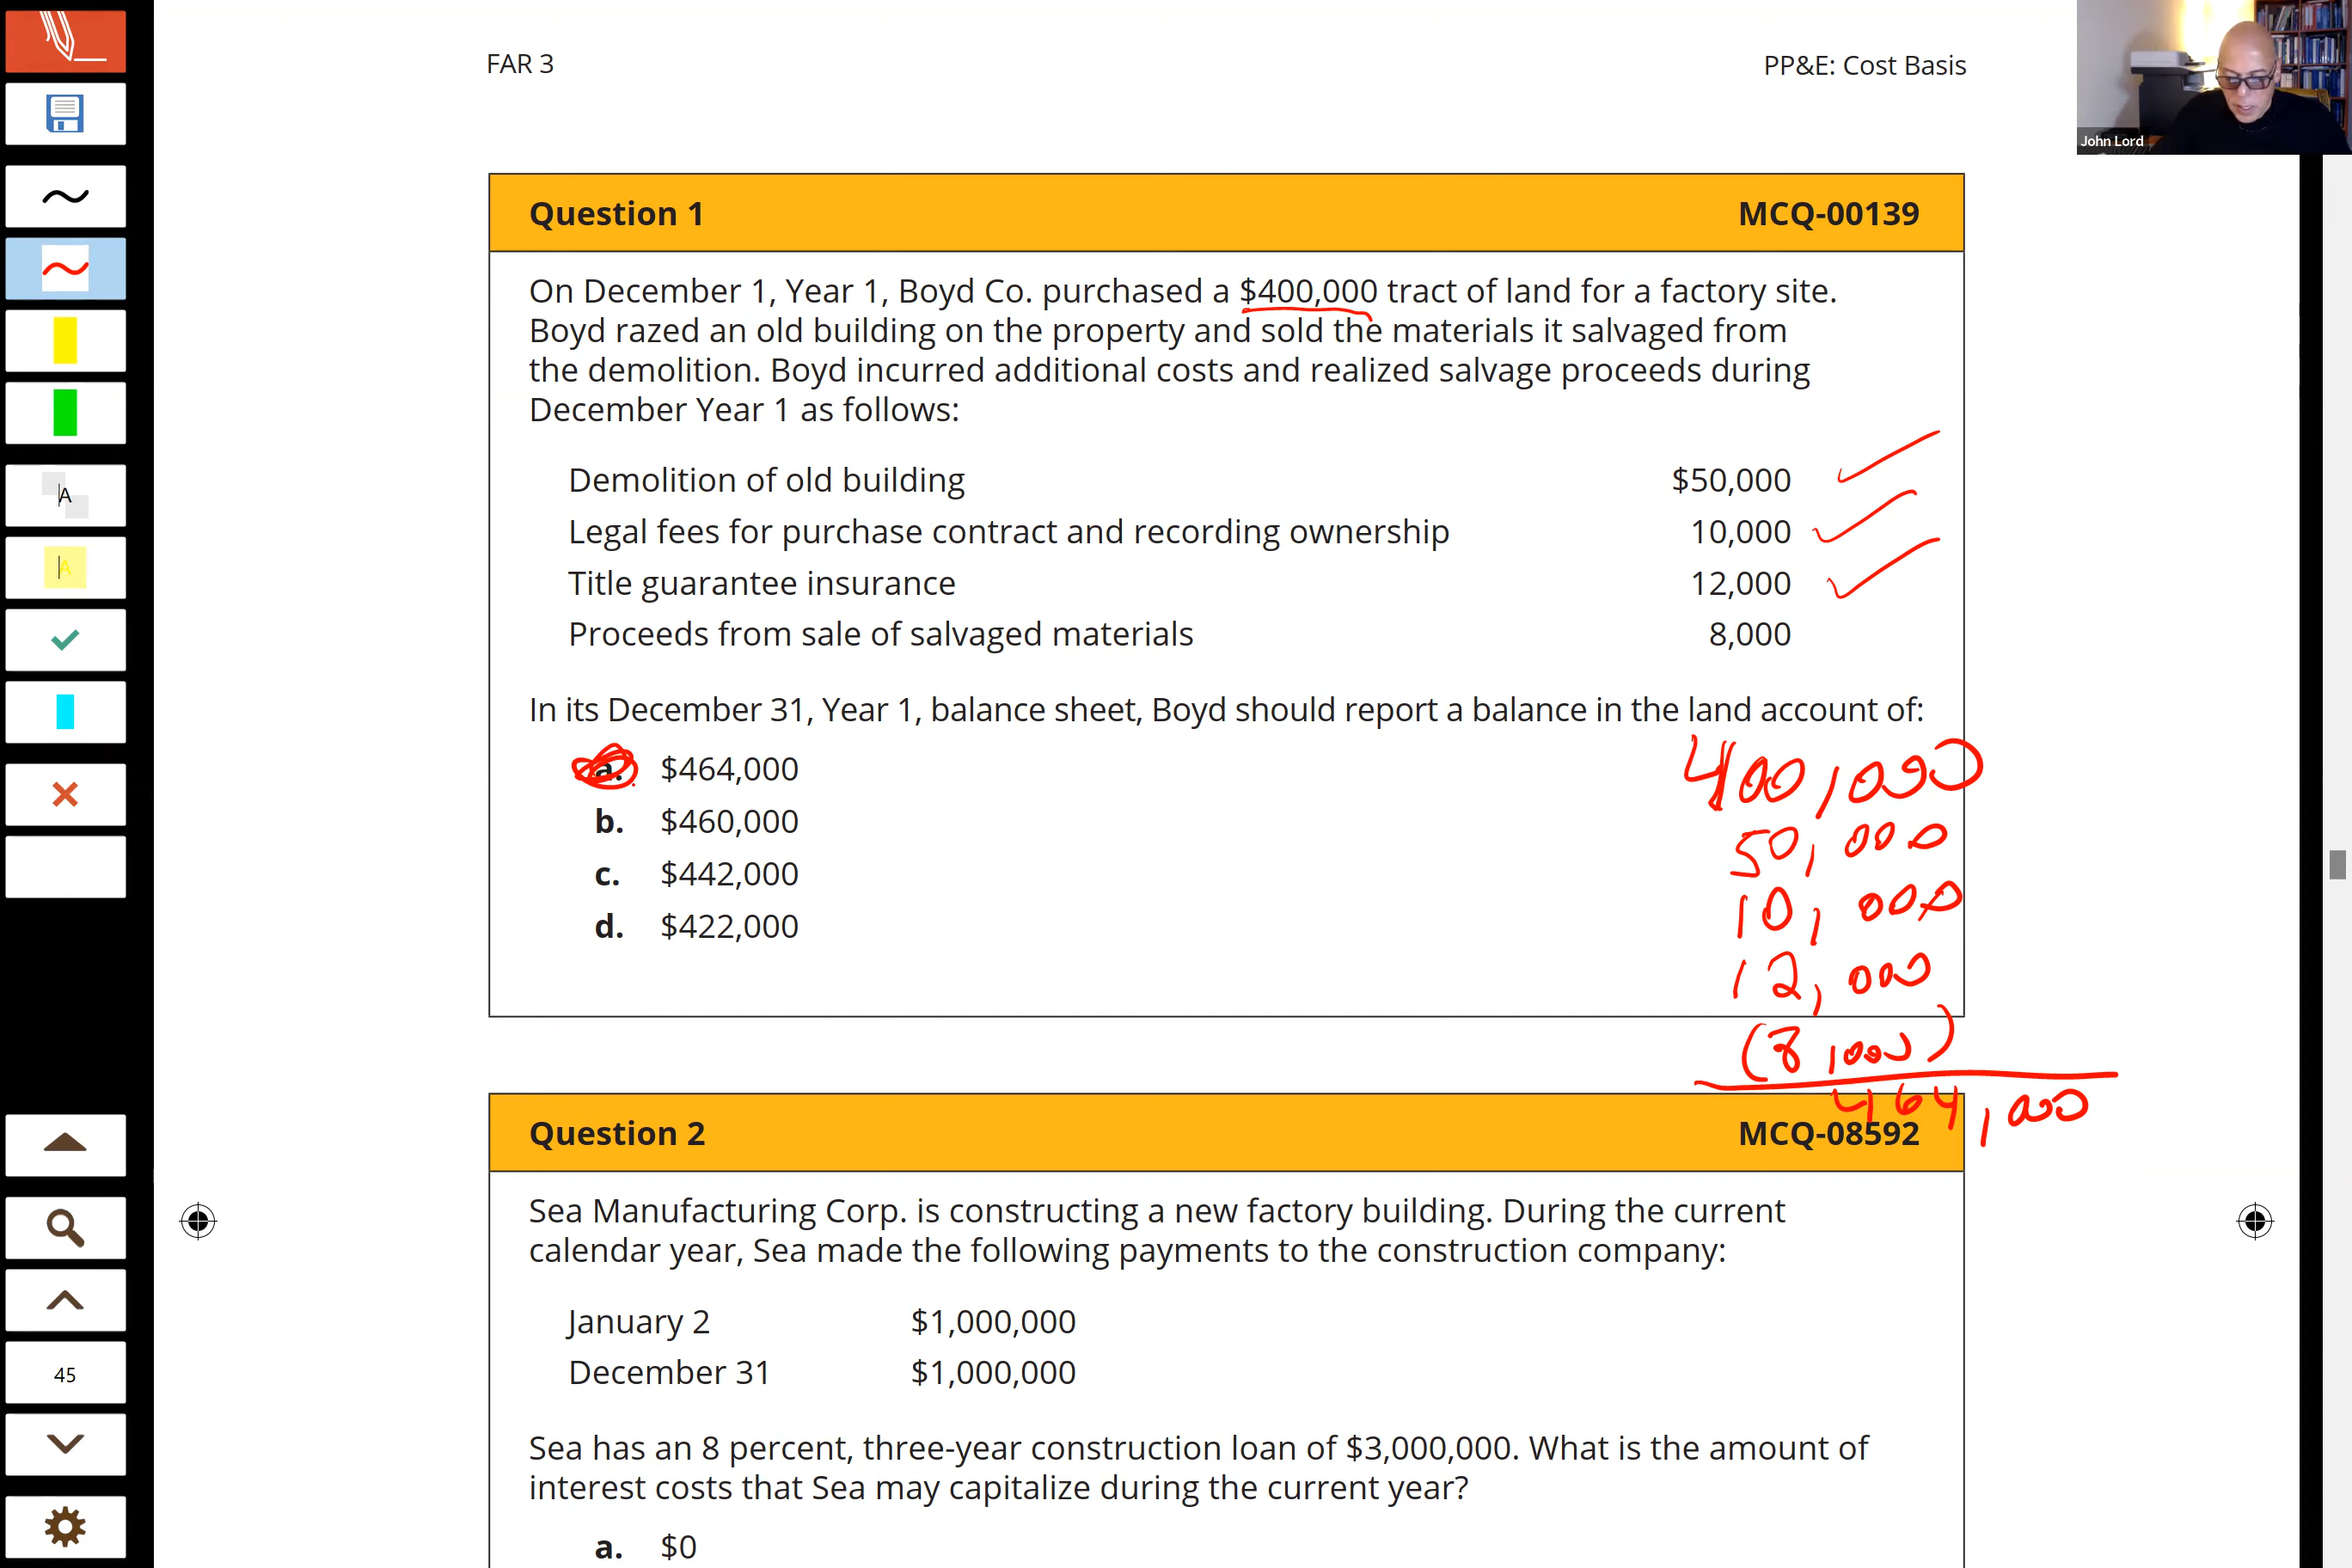 FAR 3
PP&E: Cost Basis
John Lord
Question 1
MCQ-00139
On December 1, Year 1, Boyd Co. purchased a $400,000 tract of land for a factory site.
Boyd razed an old building on the property and sold the materials it salvaged from
the demolition. Boyd incurred additional costs and realized salvage proceeds during
December Year 1 as follows:
Demolition of old building $50,000
Legal fees for purchase contract and recording ownership 10,000
Title guarantee insurance 12,000
Proceeds from sale of salvaged materials 8,000
In its December 31, Year 1, balance sheet, Boyd should report a balance in the land account of:
a. $464,000
b. $460,000
c. $442,000
d. $422,000
400,000
50,000
10,000
12,000
(8,000)
464,000
Question 2
MCQ-08592
Sea Manufacturing Corp. is constructing a new factory building. During the current
calendar year, Sea made the following payments to the construction company:
January 2 $1,000,000
December 31 $1,000,000
Sea has an 8 percent, three-year construction loan of $3,000,000. What is the amount of
interest costs that Sea may capitalize during the current year?
a. $0
A
A
45